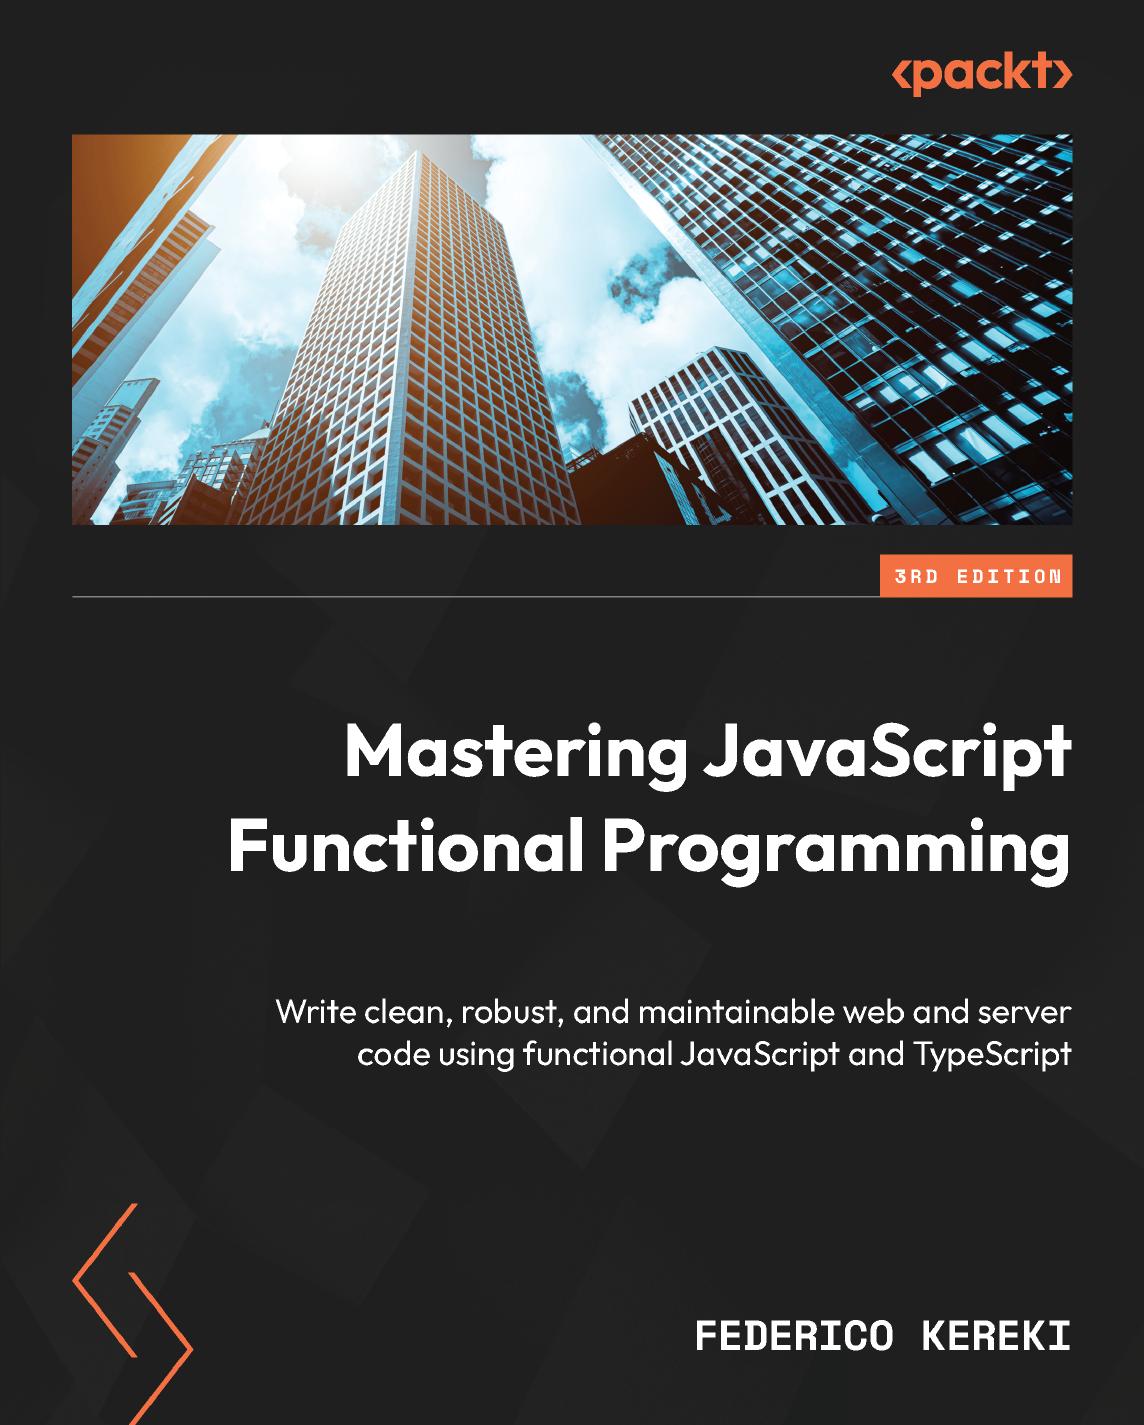 <packt>
3RD EDITION
Mastering JavaScript
Functional Programming
Write clean, robust, and maintainable web and server
code using functional JavaScript and TypeScript
FEDERICO KEREKI